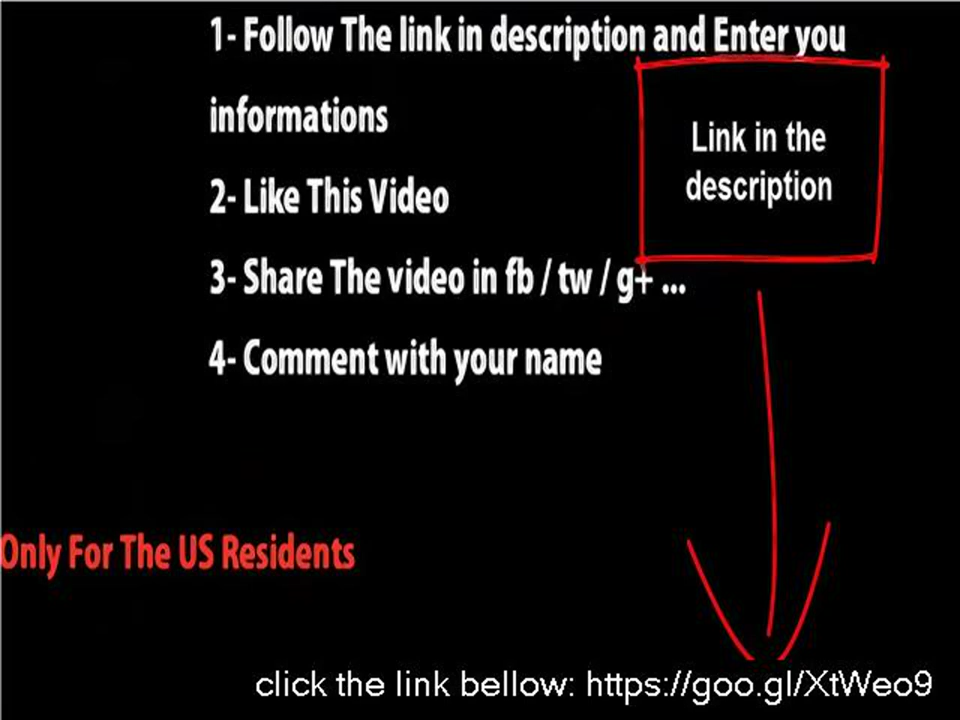 1- Follow The link in description and Enter you
informations
Link in the
description
2- Like This Video
3- Share The video in fb / tw / g+ ...
4- Comment with your name
Only For The US Residents
click the link bellow: https://goo.gl/XtWeo9